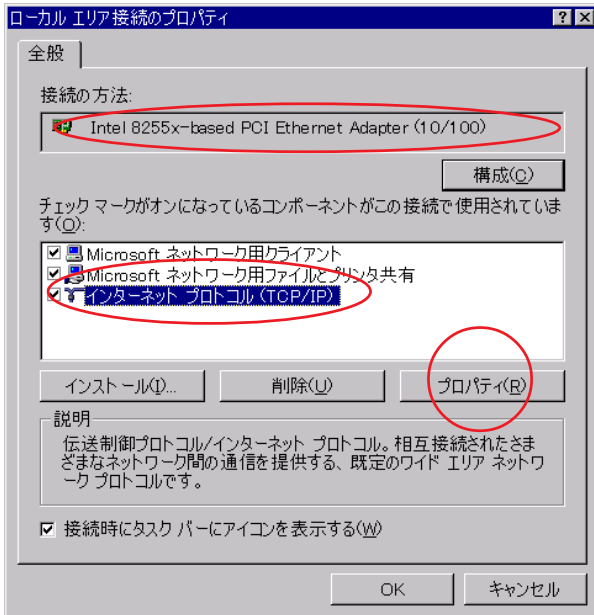 ローカル エリア接続のプロパティ
全般
接続の方法:
Intel 8255x-based PCI Ethernet Adapter (10/100)
構成(C)
チェック マークがオンになっているコンポーネントがこの接続で使用されていま
す(O):
Microsoft ネットワーク用クライアント
Microsoft ネットワーク用ファイルとプリンタ共有
インターネット プロトコル (TCP/IP)
インストール(I)...
削除(U)
プロパティ(R)
説明
伝送制御プロトコル/インターネット プロトコル。相互接続されたさま
ざまなネットワーク間の通信を提供する、既定のワイド エリア ネットワ
ーク プロトコルです。
接続時にタスク バーにアイコンを表示する(W)
OK
キャンセル